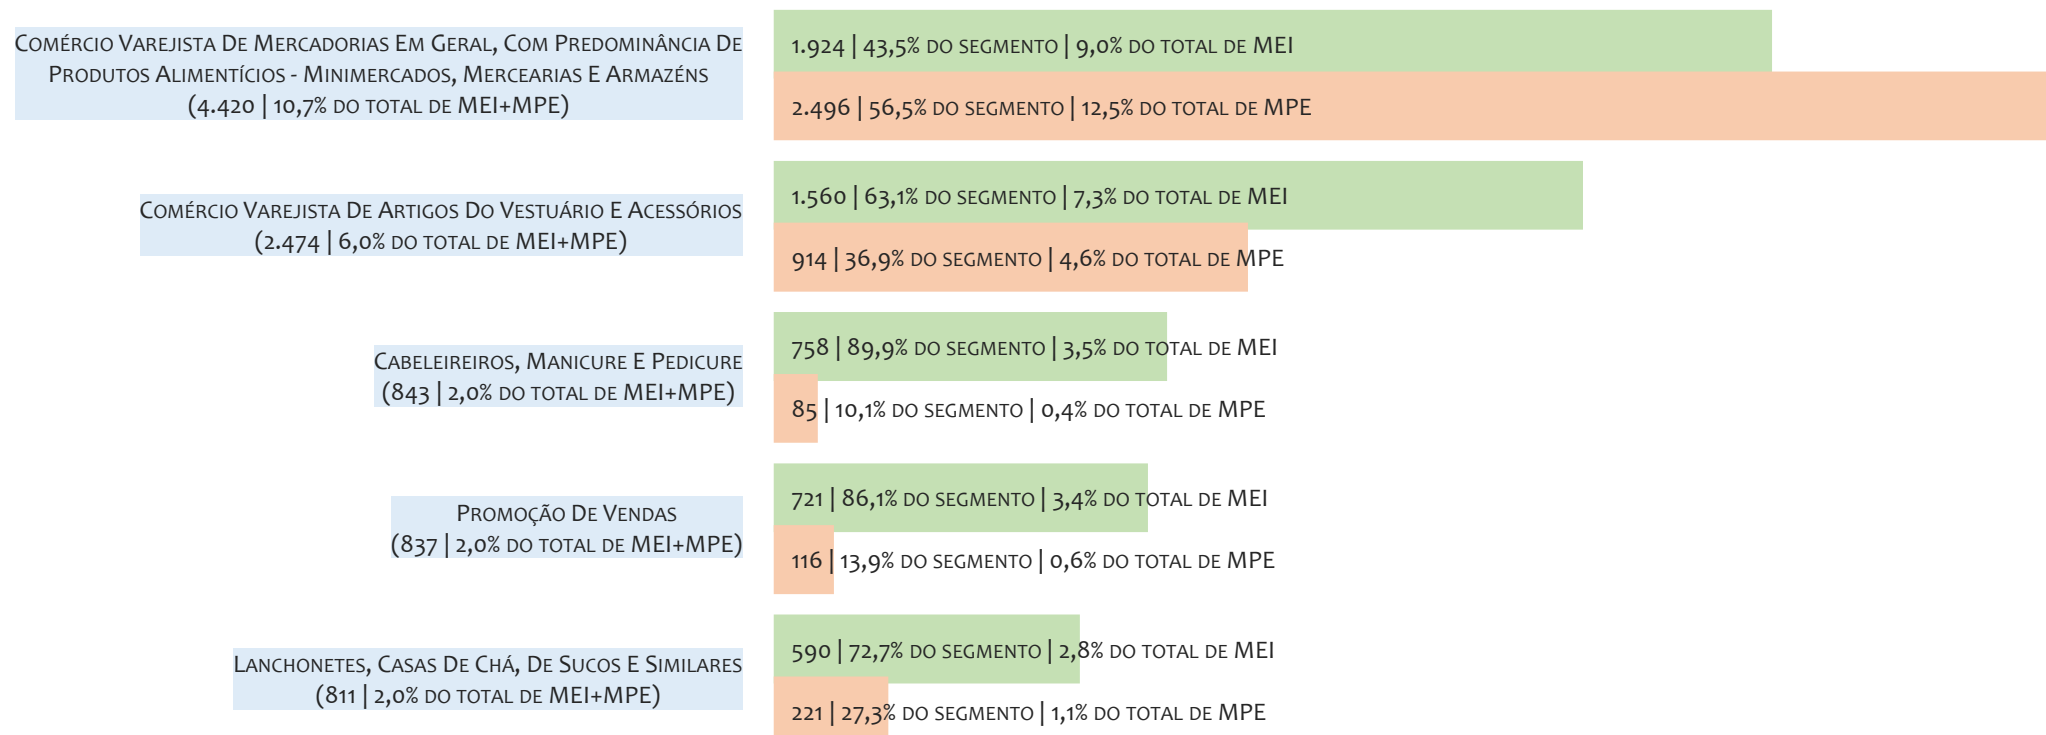 Comércio Varejista De Mercadorias Em Geral, Com Predominância De
Produtos Alimentícios - Minimercados, Mercearias E Armazéns
(4.420 | 10,7% do total de MEI+MPE)
1.924 | 43,5% do segmento | 9,0% do total de MEI
2.496 | 56,5% do segmento | 12,5% do total de MPE
Comércio Varejista De Artigos Do Vestuário E Acessórios
(2.474 | 6,0% do total de MEI+MPE)
1.560 | 63,1% do segmento | 7,3% do total de MEI
914 | 36,9% do segmento | 4,6% do total de MPE
Cabeleireiros, Manicure E Pedicure
(843 | 2,0% do total de MEI+MPE)
758 | 89,9% do segmento | 3,5% do total de MEI
85 | 10,1% do segmento | 0,4% do total de MPE
Promoção De Vendas
(837 | 2,0% do total de MEI+MPE)
721 | 86,1% do segmento | 3,4% do total de MEI
116 | 13,9% do segmento | 0,6% do total de MPE
Lanchonetes, Casas De Chá, De Sucos E Similares
(811 | 2,0% do total de MEI+MPE)
590 | 72,7% do segmento | 2,8% do total de MEI
221 | 27,3% do segmento | 1,1% do total de MPE